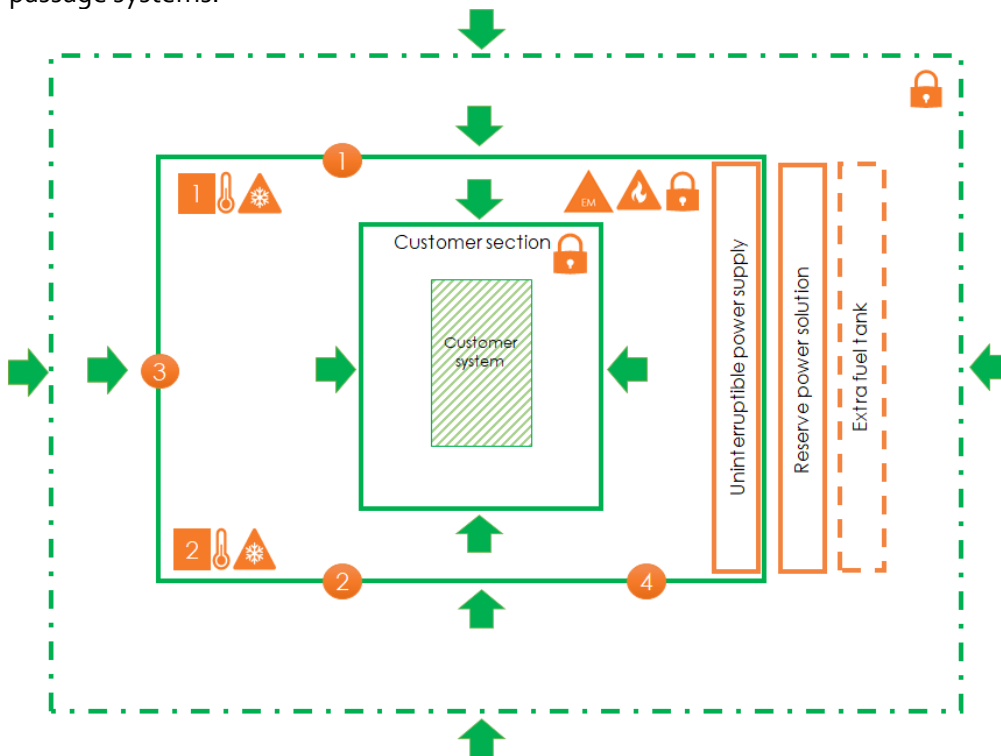 passage systems.
1
1
EM
Customer section
Customer
system
Uninterruptible power supply
Reserve power solution
Extra fuel tank
3
2
2
4